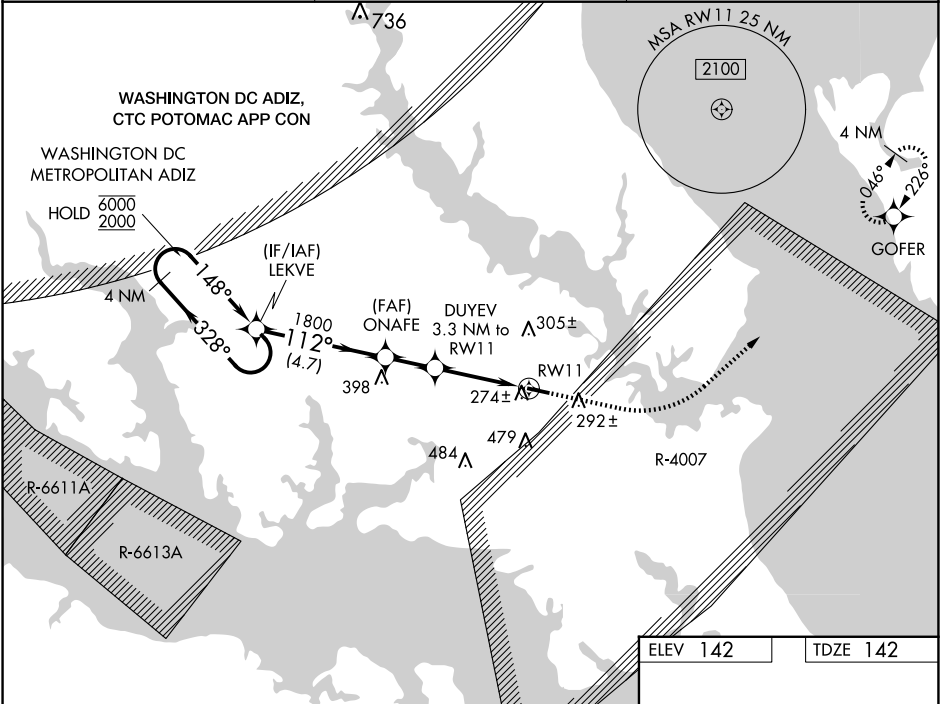 736
MSA RW11 25 NM
2100
WASHINGTON DC ADIZ,
CTC POTOMAC APP CON
WASHINGTON DC
METROPOLITAN ADIZ
HOLD 6000
2000
4 NM
046°
226°
GOFER
(IF/IAF)
LEKVE
148°
4 NM
328°
1800
112°
(4.7)
(FAF)
ONAFE
DUYEV
3.3 NM to
RW11
305±
398
RW11
274±
292±
479
484
R-4007
R-6611A
R-6613A
ELEV 142
TDZE 142